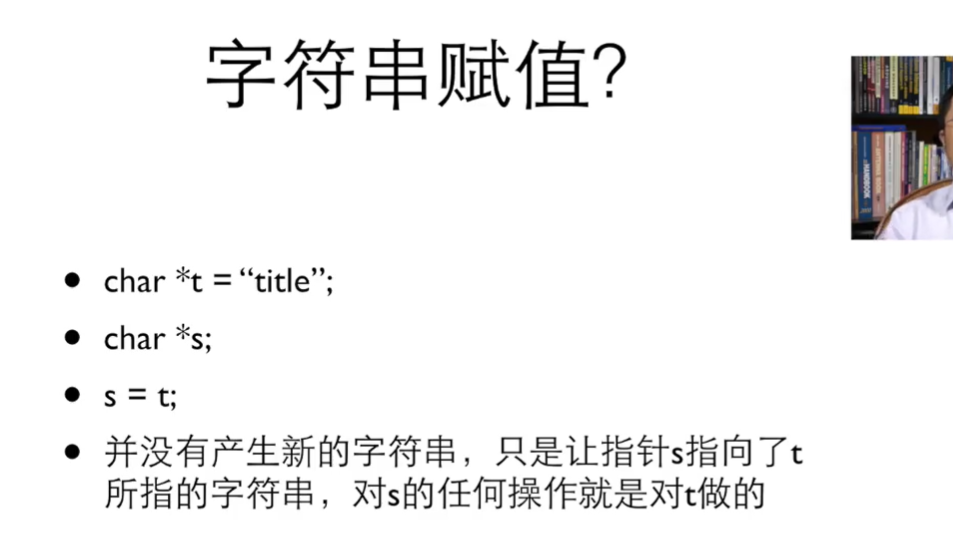 字符串赋值?
• char *t = “title”;
• char *s;
• s = t;
• 并没有产生新的字符串，只是让指针s指向了t
所指的字符串，对s的任何操作就是对t做的
HANDBOOK